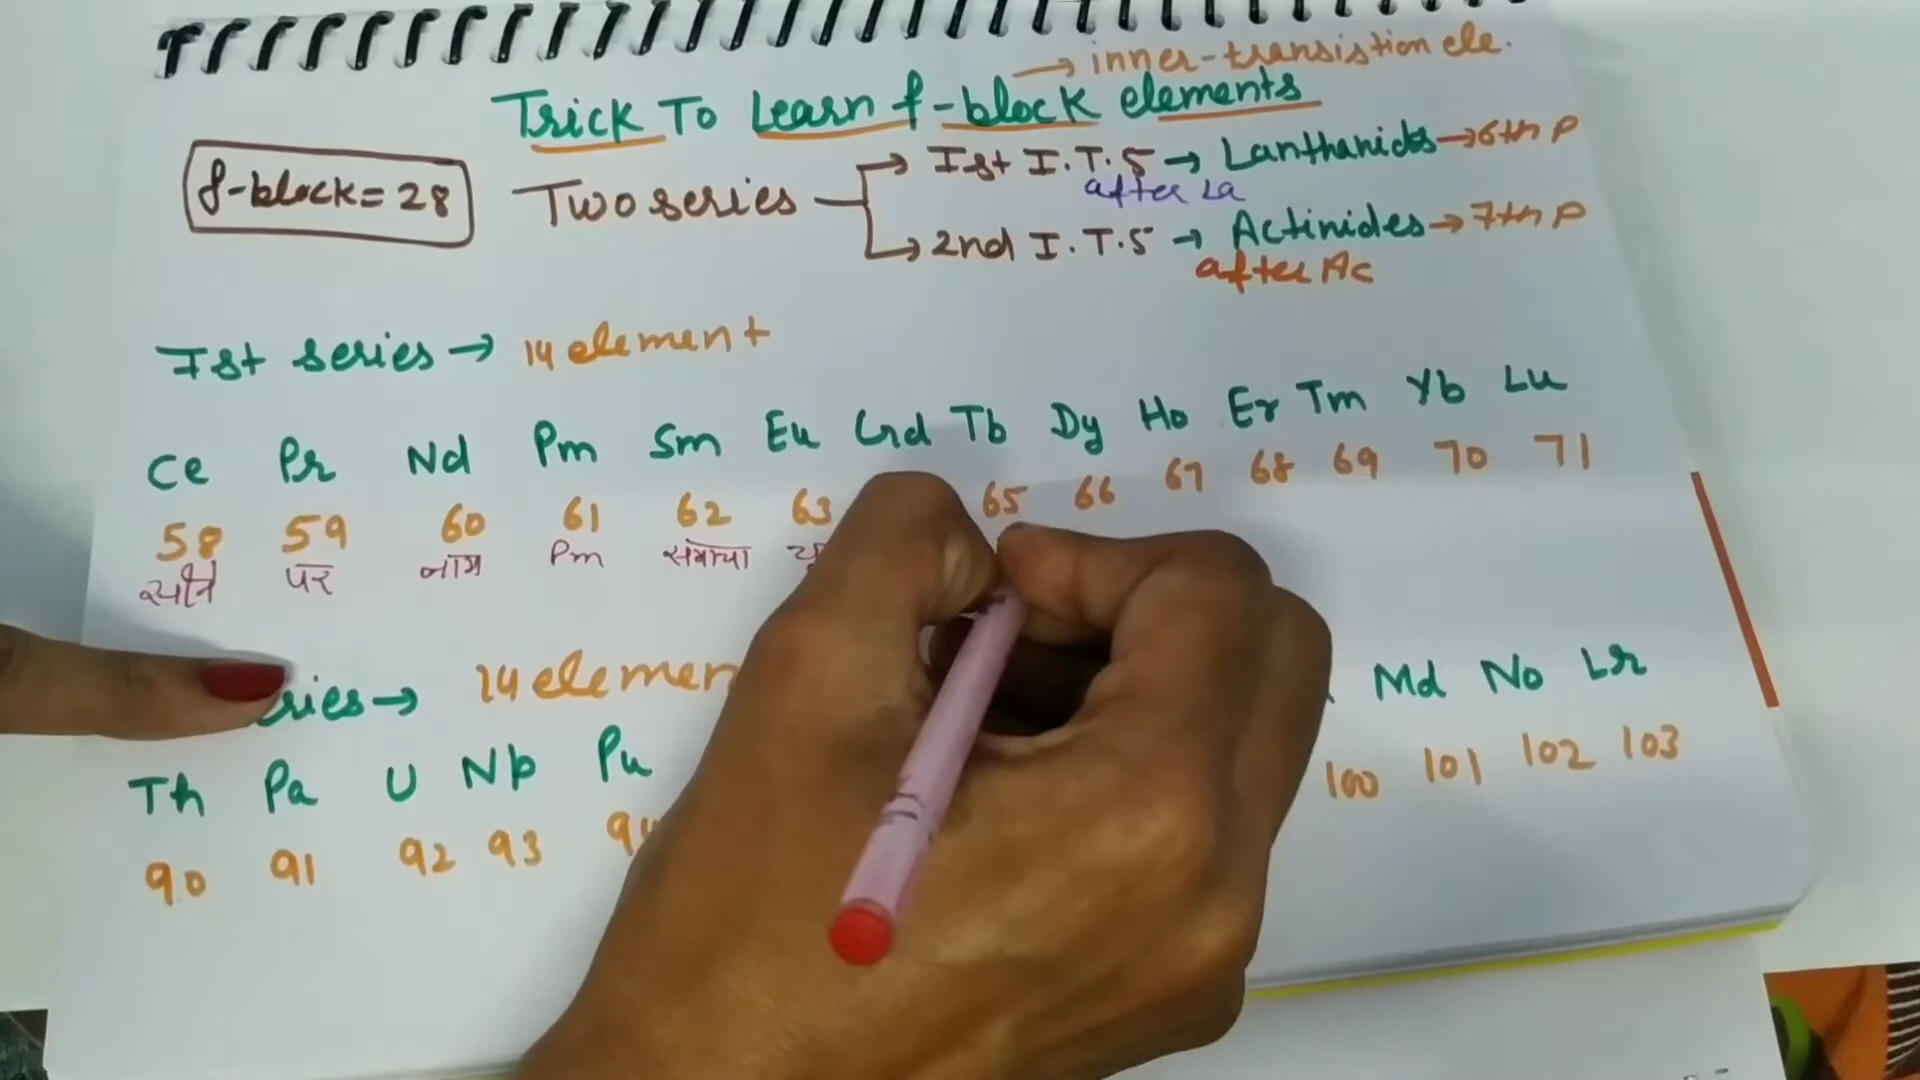 → inner-transistion ele.
Trick To Learn f-block elements
f-block = 28
Two series
→ Ist I.T.S → Lanthanides → 6th P
after La
→ 2nd I.T.S → Actinides → 7th P
after Ac
Ist series → 14 element
Ce Pr Nd Pm Sm Eu Gd Tb Dy Ho Er Tm Yb Lu
58 59 60 61 62 63 65 66 67 68 69 70 71
पर नाम Pm
eries → 14 elemen
Th Pa U Np Pu Md No Lr
90 91 92 93 94 100 101 102 103